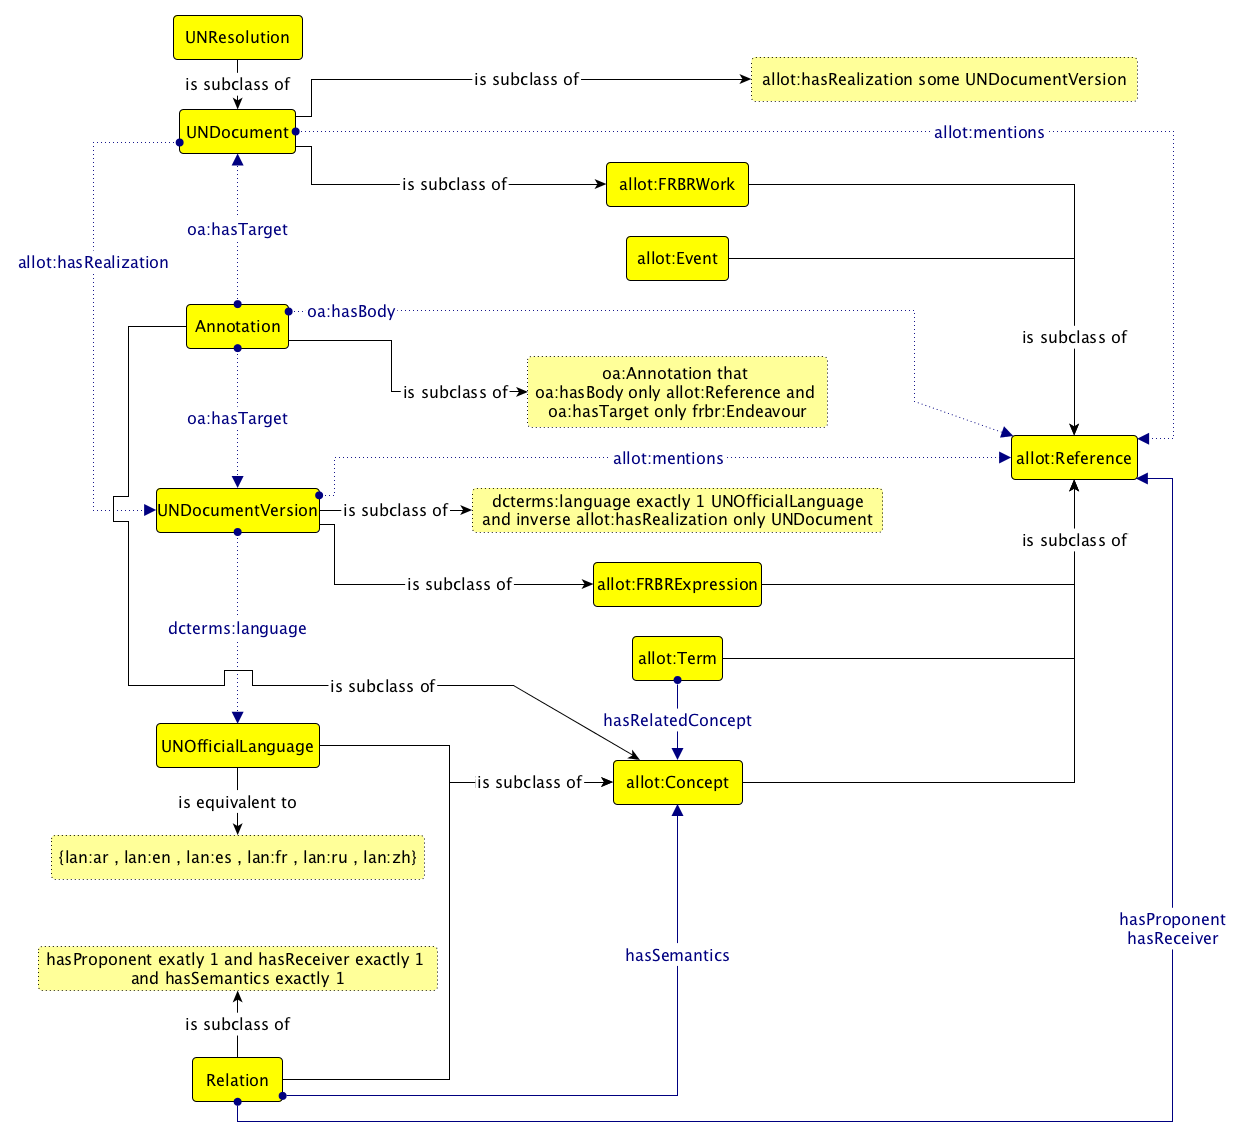 UNResolution
is subclass of
is subclass of
allot:hasRealization some UNDocumentVersion
UNDocument
allot:mentions
is subclass of
allot:FRBRWork
oa:hasTarget
allot:hasRealization
allot:Event
oa:hasBody
Annotation
is subclass of
oa:Annotation that
oa:hasBody only allot:Reference and
oa:hasTarget only frbr:Endeavour
is subclass of
oa:hasTarget
allot:mentions
allot:Reference
UNDocumentVersion
is subclass of
dcterms:language exactly 1 UNOfficialLanguage
and inverse allot:hasRealization only UNDocument
is subclass of
is subclass of
allot:FRBRExpression
dcterms:language
allot:Term
is subclass of
hasRelatedConcept
UNOfficialLanguage
is subclass of
allot:Concept
is equivalent to
{lan:ar , lan:en , lan:es , lan:fr , lan:ru , lan:zh}
hasProponent
hasReceiver
hasSemantics
hasProponent exatly 1 and hasReceiver exactly 1
and hasSemantics exactly 1
is subclass of
Relation